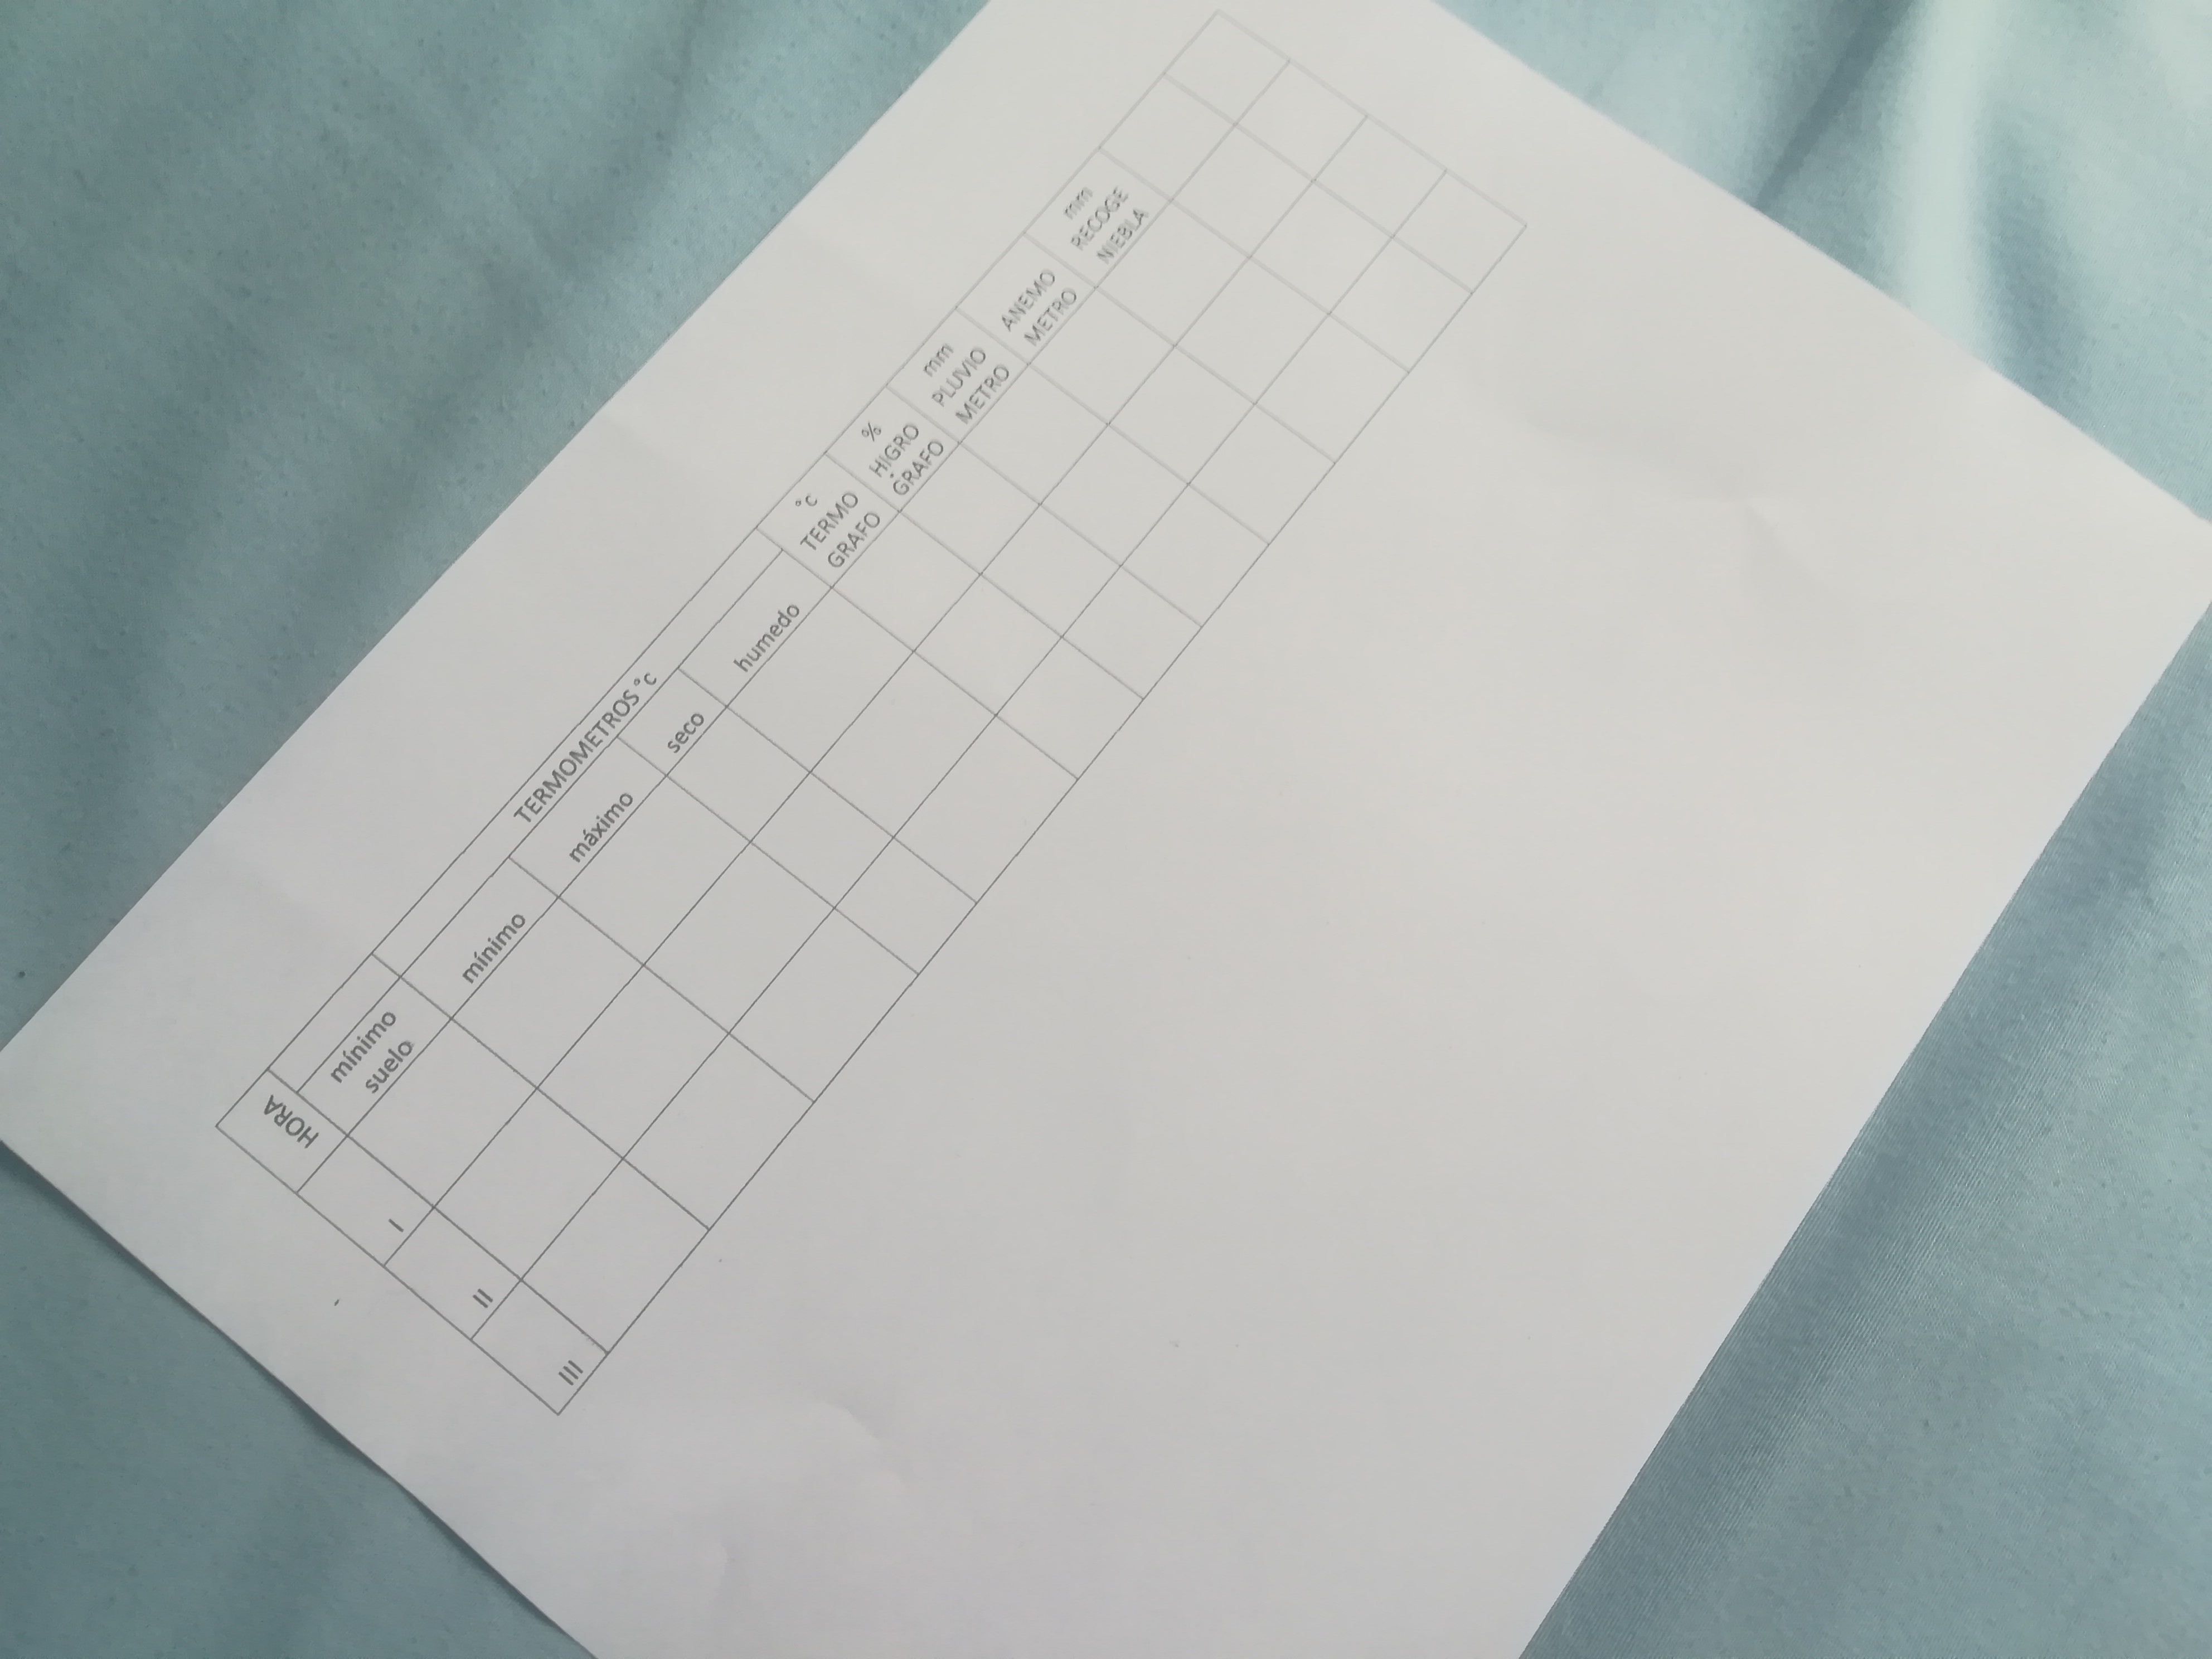 HORA
TERMOMETROS °c
mínimo
suelo
mínimo
máximo
seco
humedo
°c
TERMO
GRAFO
%
HIGRO
GRAFO
mm
PLUVIO
METRO
ANEMO
METRO
mm
RECOGE
NIEBLA
I
II
III